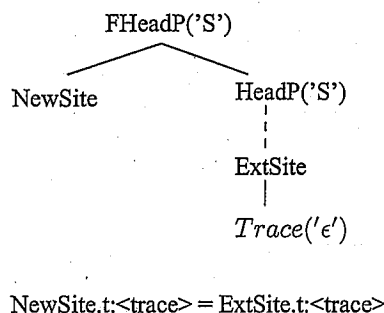 FHeadP('S')
NewSite
HeadP('S')
ExtSite
Trace('ϵ')
NewSite.t:<trace> = ExtSite.t:<trace>